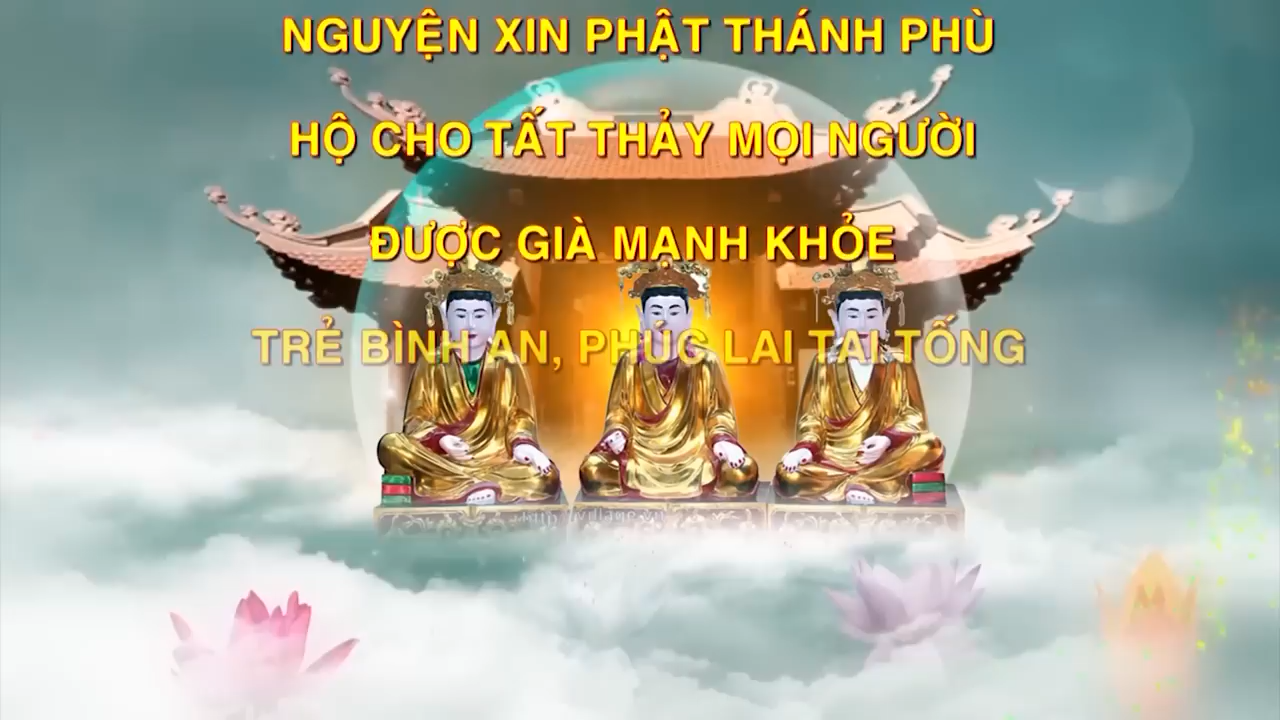 NGUYỆN XIN PHẬT THÁNH PHÙ
HỘ CHO TẤT THẢY MỌI NGƯỜI
ĐƯỢC GIÀ MẠNH KHỎE
TRẺ BÌNH AN, PHÚC LAI TAI TỐNG